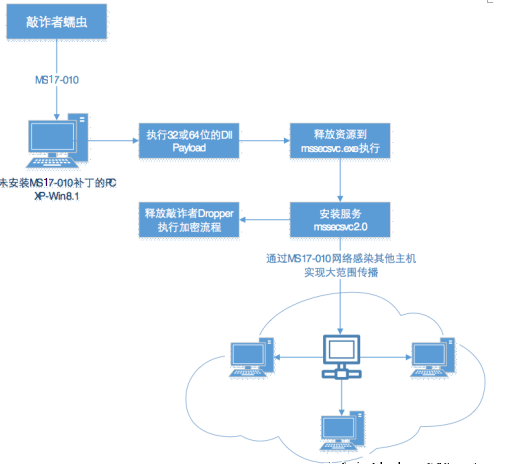 敲诈者蠕虫
MS17-010
执行32或64位的Dll
Payload
释放资源到
mssecsvc.exe执行
未安装MS17-010补丁的PC
XP-Win8.1
释放敲诈者Dropper
执行加密流程
安装服务
mssecsvc2.0
通过MS17-010网络感染其他主机
实现大范围传播